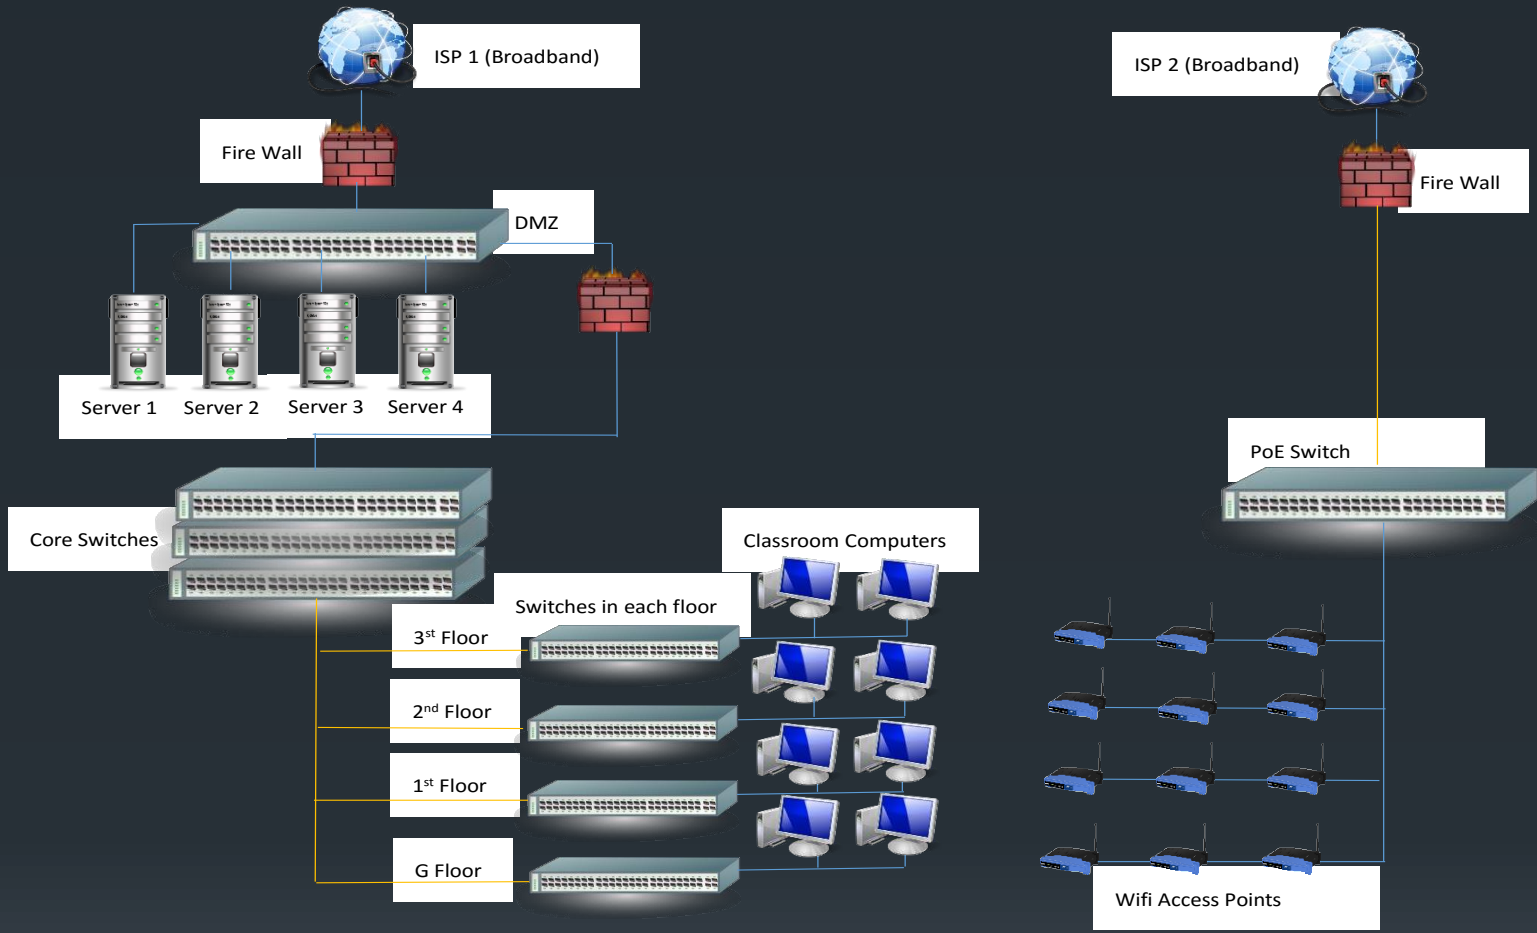 ISP 1 (Broadband)
ISP 2 (Broadband)
Fire Wall
Fire Wall
DMZ
Server 1
Server 2
Server 3
Server 4
PoE Switch
Core Switches
Classroom Computers
Switches in each floor
3st Floor
2nd Floor
1st Floor
G Floor
Wifi Access Points